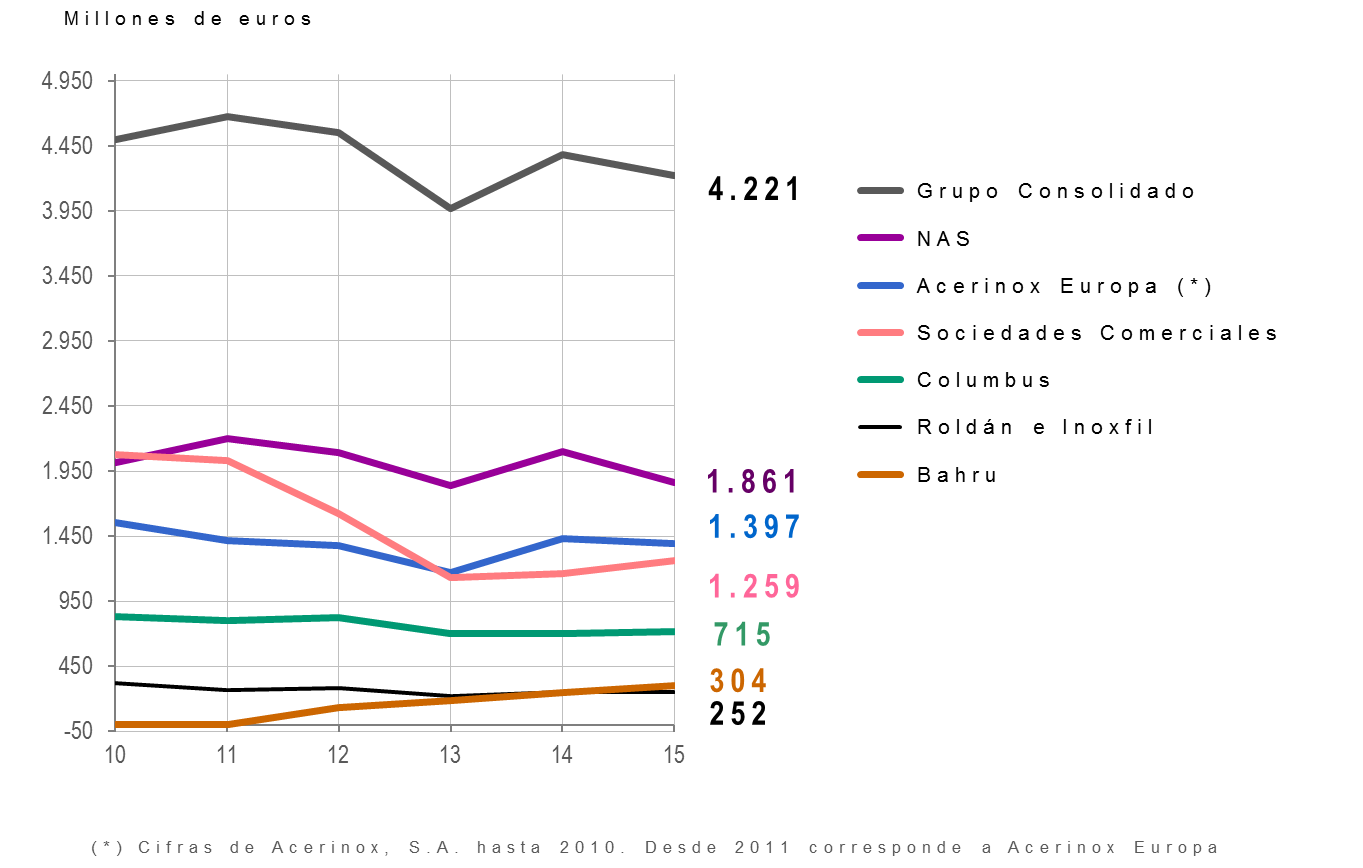 Millones de euros
4.950
4.450
3.950
3.450
2.950
2.450
1.950
1.450
950
450
-50
10 11 12 13 14 15
4.221
1.861
1.397
1.259
715
304
252
Grupo Consolidado
NAS
Acerinox Europa (*)
Sociedades Comerciales
Columbus
Roldán e Inoxfil
Bahru
(*) Cifras de Acerinox, S.A. hasta 2010. Desde 2011 corresponde a Acerinox Europa